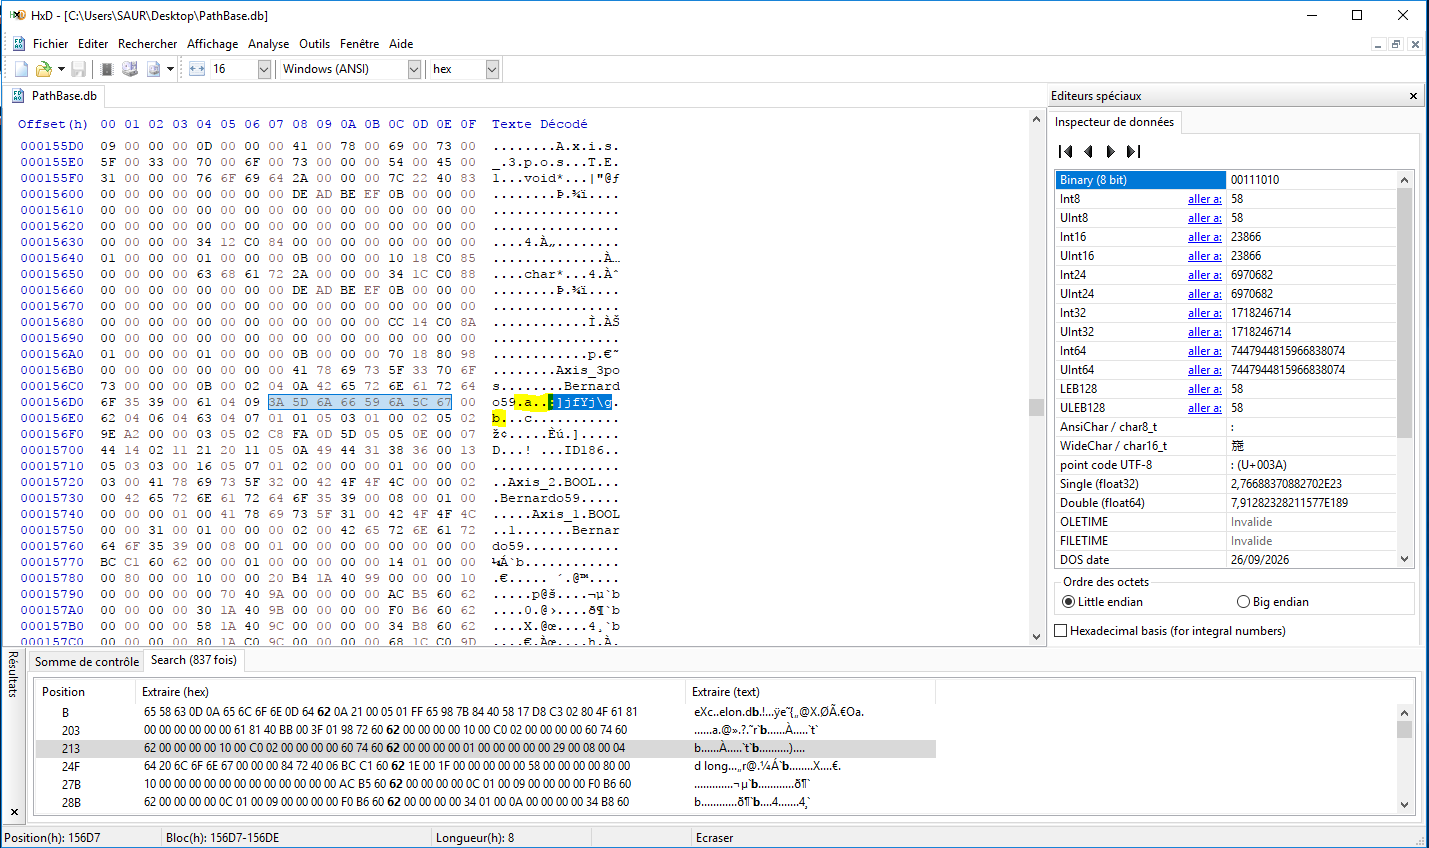 HxD - [C:\Users\SAUR\Desktop\PathBase.db]
Fichier Editer Rechercher Affichage Analyse Outils Fenêtre Aide
16 Windows (ANSI) hex
PathBase.db
Offset(h) 00 01 02 03 04 05 06 07 08 09 0A 0B 0C 0D 0E 0F Texte Décodé
000155D0 09 00 00 00 0D 00 00 00 41 00 78 00 69 00 73 00 ........A.x.i.s.
000155E0 5F 00 33 00 70 00 6F 00 73 00 00 00 54 00 45 00 _.3.p.o.s...T.E.
000155F0 31 00 00 00 76 6F 69 64 2A 00 00 00 7C 22 40 83 1...void*...|"@ƒ
00015600 00 00 00 00 00 00 00 00 DE AD BE EF 0B 00 00 00 ........Þ.¾ï....
00015610 00 00 00 00 00 00 00 00 00 00 00 00 00 00 00 00 ................
00015620 00 00 00 00 00 00 00 00 00 00 00 00 00 00 00 00 ................
00015630 00 00 00 00 34 12 C0 84 00 00 00 00 00 00 00 00 ....4.À„........
00015640 01 00 00 00 01 00 00 00 0B 00 00 00 10 18 C0 85 ..............À…
00015650 00 00 00 00 63 68 61 72 2A 00 00 00 34 1C C0 88 ....char*...4.Àˆ
00015660 00 00 00 00 00 00 00 00 DE AD BE EF 0B 00 00 00 ........Þ.¾ï....
00015670 00 00 00 00 00 00 00 00 00 00 00 00 00 00 00 00 ................
00015680 00 00 00 00 00 00 00 00 00 00 00 00 CC 14 C0 8A ............Ì.ÀŠ
00015690 00 00 00 00 00 00 00 00 00 00 00 00 00 00 00 00 ................
000156A0 01 00 00 00 01 00 00 00 0B 00 00 00 70 18 80 98 ............p.€˜
000156B0 00 00 00 00 00 00 00 00 41 78 69 73 5F 33 70 6F ........Axis_3po
000156C0 73 00 00 00 0B 00 02 04 0A 42 65 72 6E 61 72 64 s........Bernard
000156D0 6F 35 39 00 61 04 09 3A 5D 6A 66 59 6A 5C 67 00 o59.a..:]jfYj\g.
000156E0 62 04 06 04 63 04 07 01 01 05 03 01 00 02 05 02 b...c...........
000156F0 9E A2 00 00 03 05 02 C8 FA 0D 5D 05 05 0E 00 07 ž¢.....Èú.].....
00015700 44 14 02 11 21 20 11 05 0A 49 44 31 38 36 00 13 D...! ...ID186..
00015710 05 03 03 00 16 05 07 01 02 00 00 00 01 00 00 00 ................
00015720 03 00 41 78 69 73 5F 32 00 42 4F 4F 4C 00 00 02 ..Axis_2.BOOL...
00015730 00 42 65 72 6E 61 72 64 6F 35 39 00 08 00 01 00 .Bernardo59.....
00015740 00 00 00 01 00 41 78 69 73 5F 31 00 42 4F 4F 4C .....Axis_1.BOOL
00015750 00 00 31 00 01 00 00 00 02 00 42 65 72 6E 61 72 ..1.......Bernar
00015760 64 6F 35 39 00 08 00 01 00 00 00 00 00 00 00 00 do59............
00015770 BC C1 60 62 00 00 01 00 00 00 00 00 14 01 00 00 ¼Á`b............
00015780 00 80 00 00 10 00 00 20 B4 1A 40 99 00 00 00 10 .€..... ´.@™....
00015790 00 00 00 00 00 70 40 9A 00 00 00 00 AC B5 60 62 .....p@š....¬µ`b
000157A0 00 00 00 00 30 1A 40 9B 00 00 00 00 F0 B6 60 62 ....0.@›....ð¶`b
000157B0 00 00 00 00 58 1A 40 9C 00 00 00 00 34 B8 60 62 ....X.@œ....4¸`b
Editeurs spéciaux
Inspecteur de données
Binary (8 bit) 00111010
Int8 aller a: 58
UInt8 aller a: 58
Int16 aller a: 23866
UInt16 aller a: 23866
Int24 aller a: 6970682
UInt24 aller a: 6970682
Int32 aller a: 1718246714
UInt32 aller a: 1718246714
Int64 aller a: 7447944815966838074
UInt64 aller a: 7447944815966838074
LEB128 aller a: 58
ULEB128 aller a: 58
AnsiChar / char8_t :
WideChar / char16_t
point code UTF-8 : (U+003A)
Single (float32) 2,76688370882702E23
Double (float64) 7,91282328211577E189
OLETIME Invalide
FILETIME Invalide
DOS date 26/09/2026
Ordre des octets
Little endian Big endian
Hexadecimal basis (for integral numbers)
Résultats
Somme de contrôle Search (837 fois)
Position Extraire (hex) Extraire (text)
B 65 58 63 0D 0A 65 6C 6F 6E 0D 64 62 0A 21 00 05 01 FF 65 98 7B 84 40 58 17 D8 C3 02 80 4F 61 81 eXc..elon.db.!...ÿe˜{„@X.ØÃ.€Oa.
203 00 00 00 00 00 00 61 81 40 BB 00 3F 01 98 72 60 62 00 00 00 00 10 00 C0 02 00 00 00 00 60 74 60 ......a.@».?.˜r`b......À.....`t`
213 62 00 00 00 00 10 00 C0 02 00 00 00 00 60 74 60 62 00 00 00 00 01 00 00 00 00 00 29 00 08 00 04 b......À.....`t`b..........)....
24F 64 20 6C 6F 6E 67 00 00 00 84 72 40 06 BC C1 60 62 1E 00 1F 00 00 00 00 00 58 00 00 00 00 80 00 d long...„r@.¼Á`b........X....€.
27B 10 00 00 00 00 00 00 00 00 00 00 00 00 AC B5 60 62 00 00 00 00 0C 01 00 09 00 00 00 00 F0 B6 60 .............¬µ`b............ð¶`
28B 62 00 00 00 00 0C 01 00 09 00 00 00 00 F0 B6 60 62 00 00 00 00 34 01 00 0A 00 00 00 00 34 B8 60 b............ð¶`b....4.......4¸`
Position(h): 156D7 Bloc(h): 156D7-156DE Longueur(h): 8 Ecraser